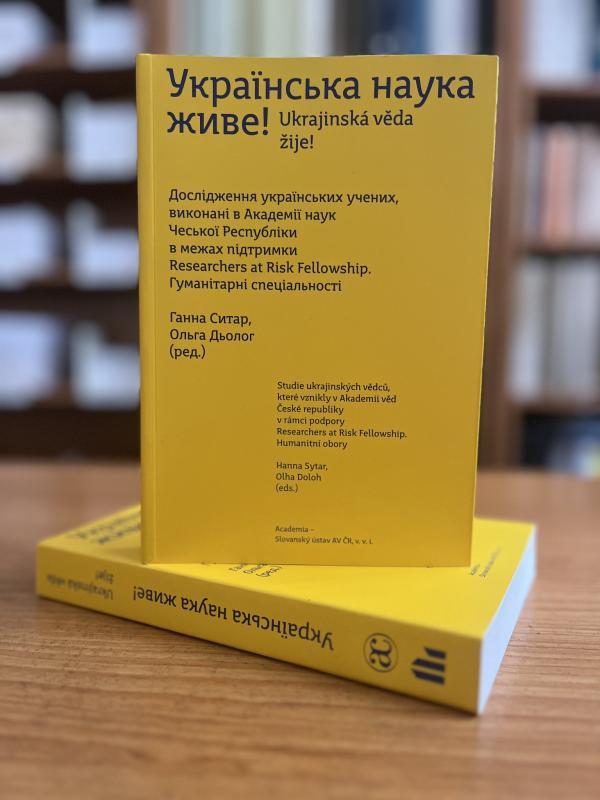 Українська наука
живе! Ukrajinská věda
žije!
Дослідження українських учених,
виконані в Академії наук
Чеської Республіки
в межах підтримки
Researchers at Risk Fellowship.
Гуманітарні спеціальності
Ганна Ситар,
Ольга Дьолог
(ред.)
Studie ukrajinských vědců,
které vznikly v Akademii věd
České republiky
v rámci podpory
Researchers at Risk Fellowship.
Humanitní obory
Hanna Sytar,
Olha Doloh
(eds.)
Academia –
Slovanský ústav AV ČR, v. v. i.
Українська наука живе!
Ukrajinská věda
žije!